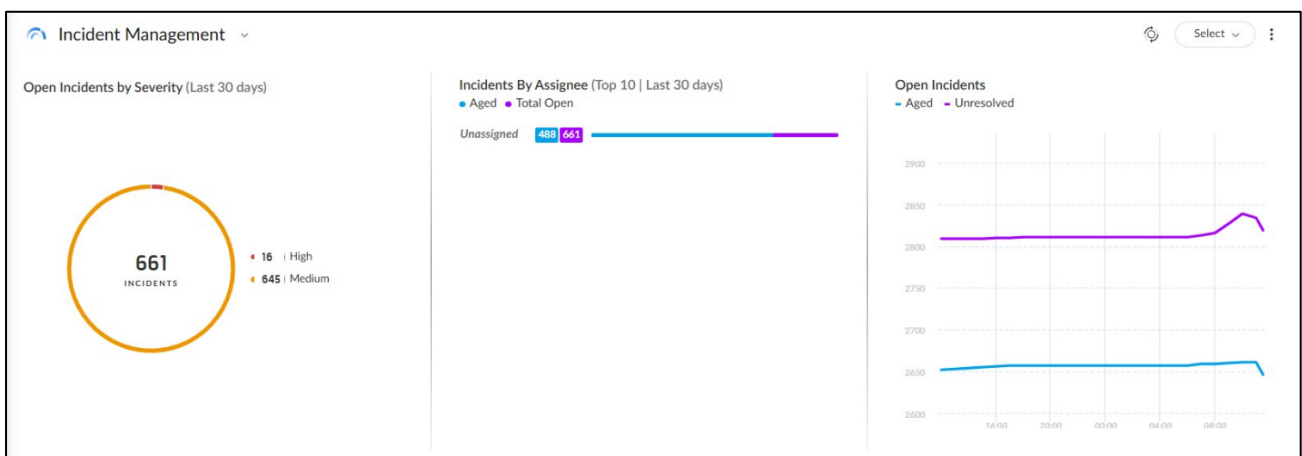 Incident Management
Select
Open Incidents by Severity (Last 30 days)
661
INCIDENTS
16 | High
645 | Medium
Incidents By Assignee (Top 10 | Last 30 days)
Aged Total Open
Unassigned 488 661
Open Incidents
Aged Unresolved
2900
2850
2800
2750
2700
2650
2600
16:00 20:00 00:00 04:00 08:00